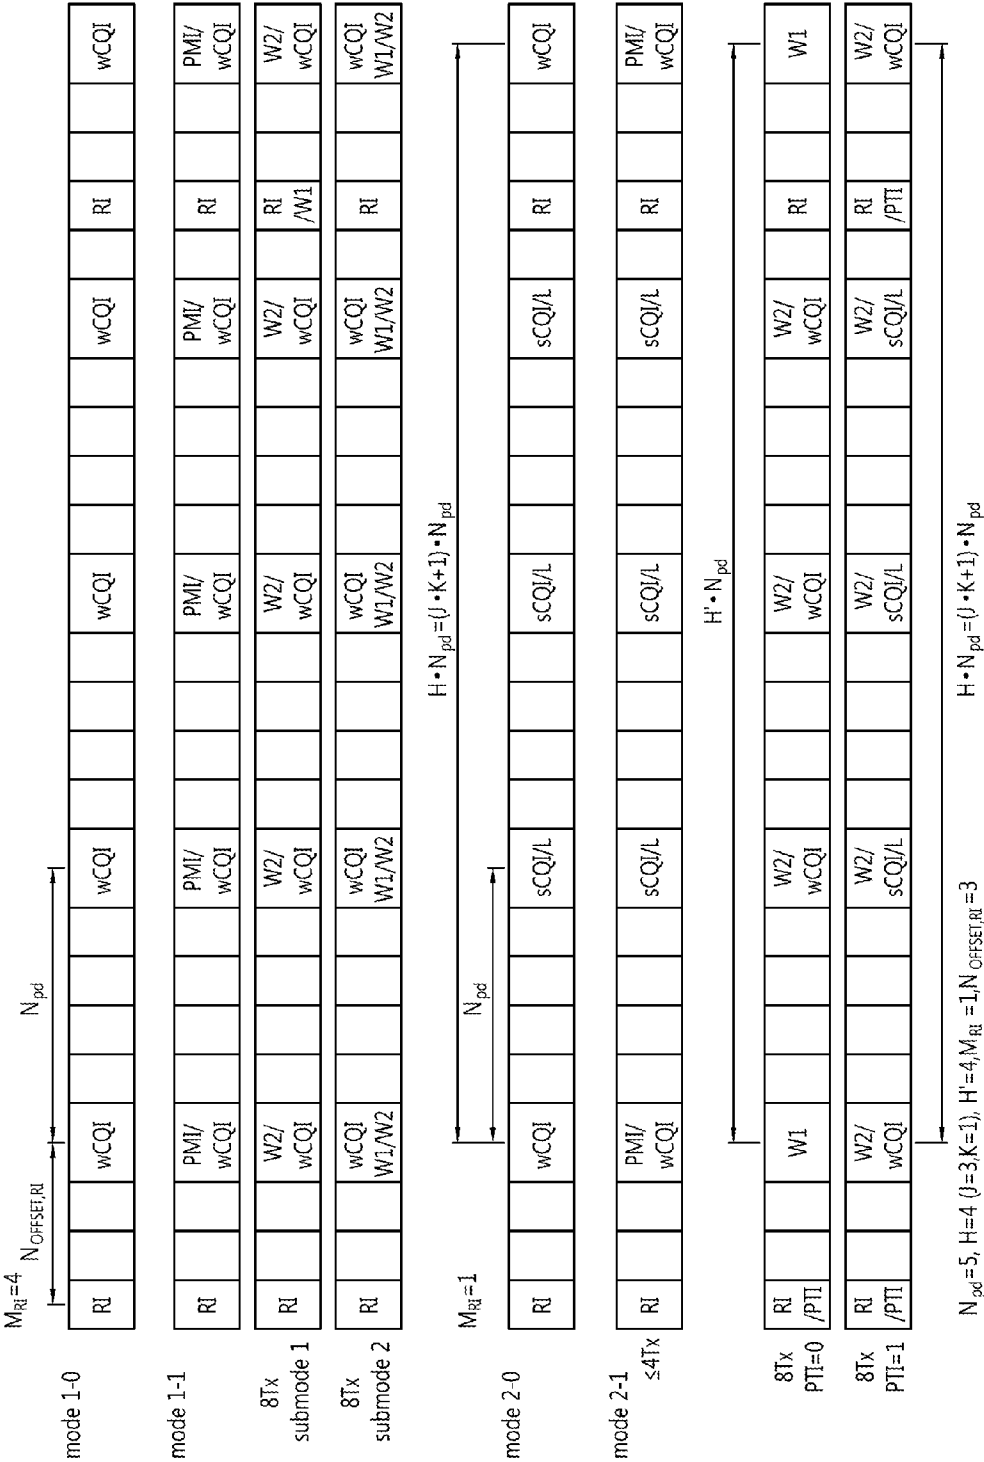 M_RI=4
N_OFFSET,RI
N_pd
mode 1-0
RI wCQI wCQI wCQI wCQI RI wCQI
mode 1-1
RI PMI/ wCQI PMI/ wCQI PMI/ wCQI PMI/ wCQI RI PMI/ wCQI
8Tx
submode 1
RI W2/ wCQI W2/ wCQI W2/ wCQI W2/ wCQI RI /W1 W2/ wCQI
8Tx
submode 2
RI wCQI W1/W2 wCQI W1/W2 wCQI W1/W2 wCQI W1/W2 RI wCQI W1/W2
H•N_pd=(J•K+1)•N_pd
M_RI=1
N_pd
mode 2-0
RI wCQI sCQI/L sCQI/L sCQI/L RI wCQI
mode 2-1
≤4Tx
RI PMI/ wCQI sCQI/L sCQI/L sCQI/L RI PMI/ wCQI
H'•N_pd
8Tx
PTI=0
RI /PTI W1 W2/ wCQI W2/ wCQI W2/ wCQI RI W1
8Tx
PTI=1
RI /PTI W2/ wCQI W2/ sCQI/L W2/ sCQI/L W2/ sCQI/L RI /PTI W2/ wCQI
H•N_pd=(J•K+1)•N_pd
N_pd=5, H=4 (J=3,K=1), H'=4,M_RI=1,N_OFFSET,RI=3